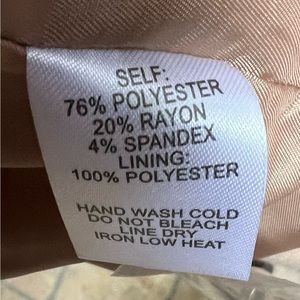 SELF:
76% POLYESTER
20% RAYON
4% SPANDEX
LINING:
100% POLYESTER
HAND WASH COLD
DO NOT BLEACH
LINE DRY
IRON LOW HEAT